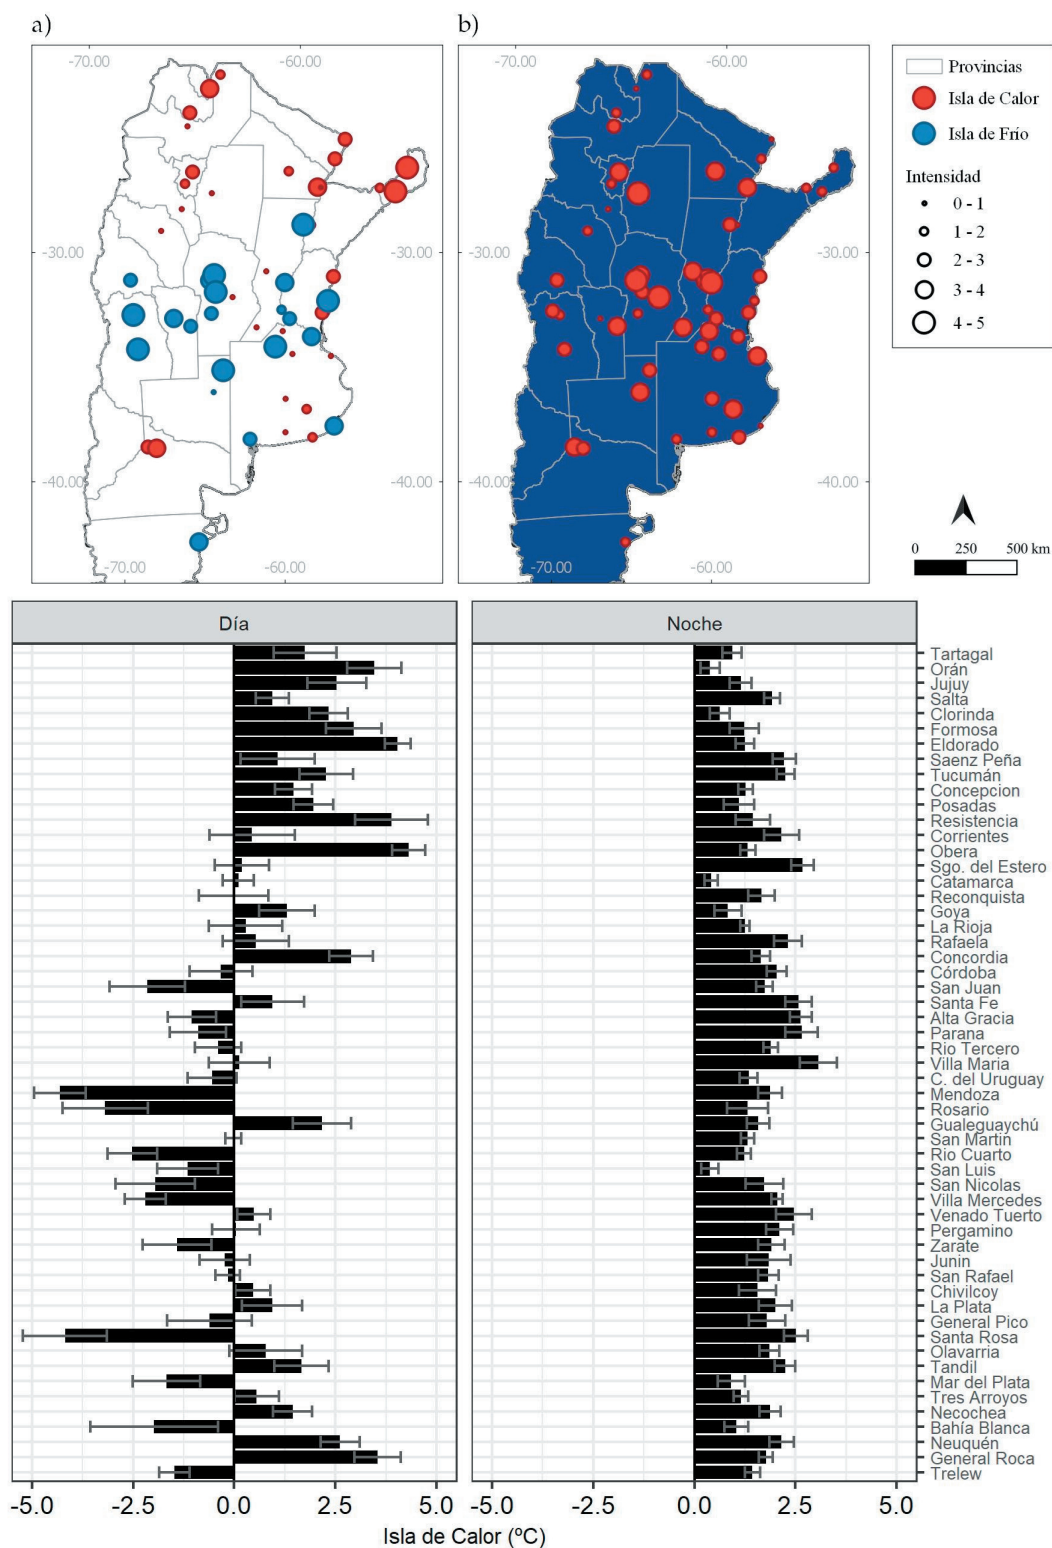 a)
b)
-70.00
-60.00
-70.00
-60.00
-30.00
-30.00
-30.00
-40.00
-40.00
-40.00
-70.00
-60.00
-70.00
-60.00
Provincias
Isla de Calor
Isla de Frío
Intensidad
0 - 1
1 - 2
2 - 3
3 - 4
4 - 5
0 250 500 km
Día
Noche
Tartagal
Orán
Jujuy
Salta
Clorinda
Formosa
Eldorado
Saenz Peña
Tucumán
Concepcion
Posadas
Resistencia
Corrientes
Obera
Sgo. del Estero
Catamarca
Reconquista
Goya
La Rioja
Rafaela
Concordia
Córdoba
San Juan
Santa Fe
Alta Gracia
Parana
Rio Tercero
Villa Maria
C. del Uruguay
Mendoza
Rosario
Gualeguaychú
San Martin
Rio Cuarto
San Luis
San Nicolas
Villa Mercedes
Venado Tuerto
Pergamino
Zarate
Junin
San Rafael
Chivilcoy
La Plata
General Pico
Santa Rosa
Olavarria
Tandil
Mar del Plata
Tres Arroyos
Necochea
Bahía Blanca
Neuquén
General Roca
Trelew
-5.0 -2.5 0.0 2.5 5.0
-5.0 -2.5 0.0 2.5 5.0
Isla de Calor (ºC)